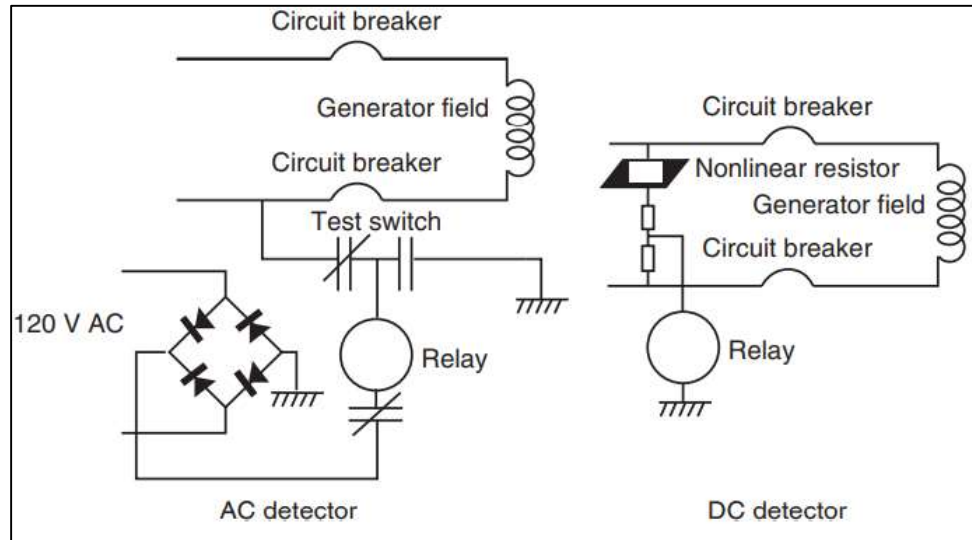 Circuit breaker
Generator field
Circuit breaker
Test switch
120 V AC
Relay
AC detector
Circuit breaker
Nonlinear resistor
Generator field
Circuit breaker
Relay
DC detector